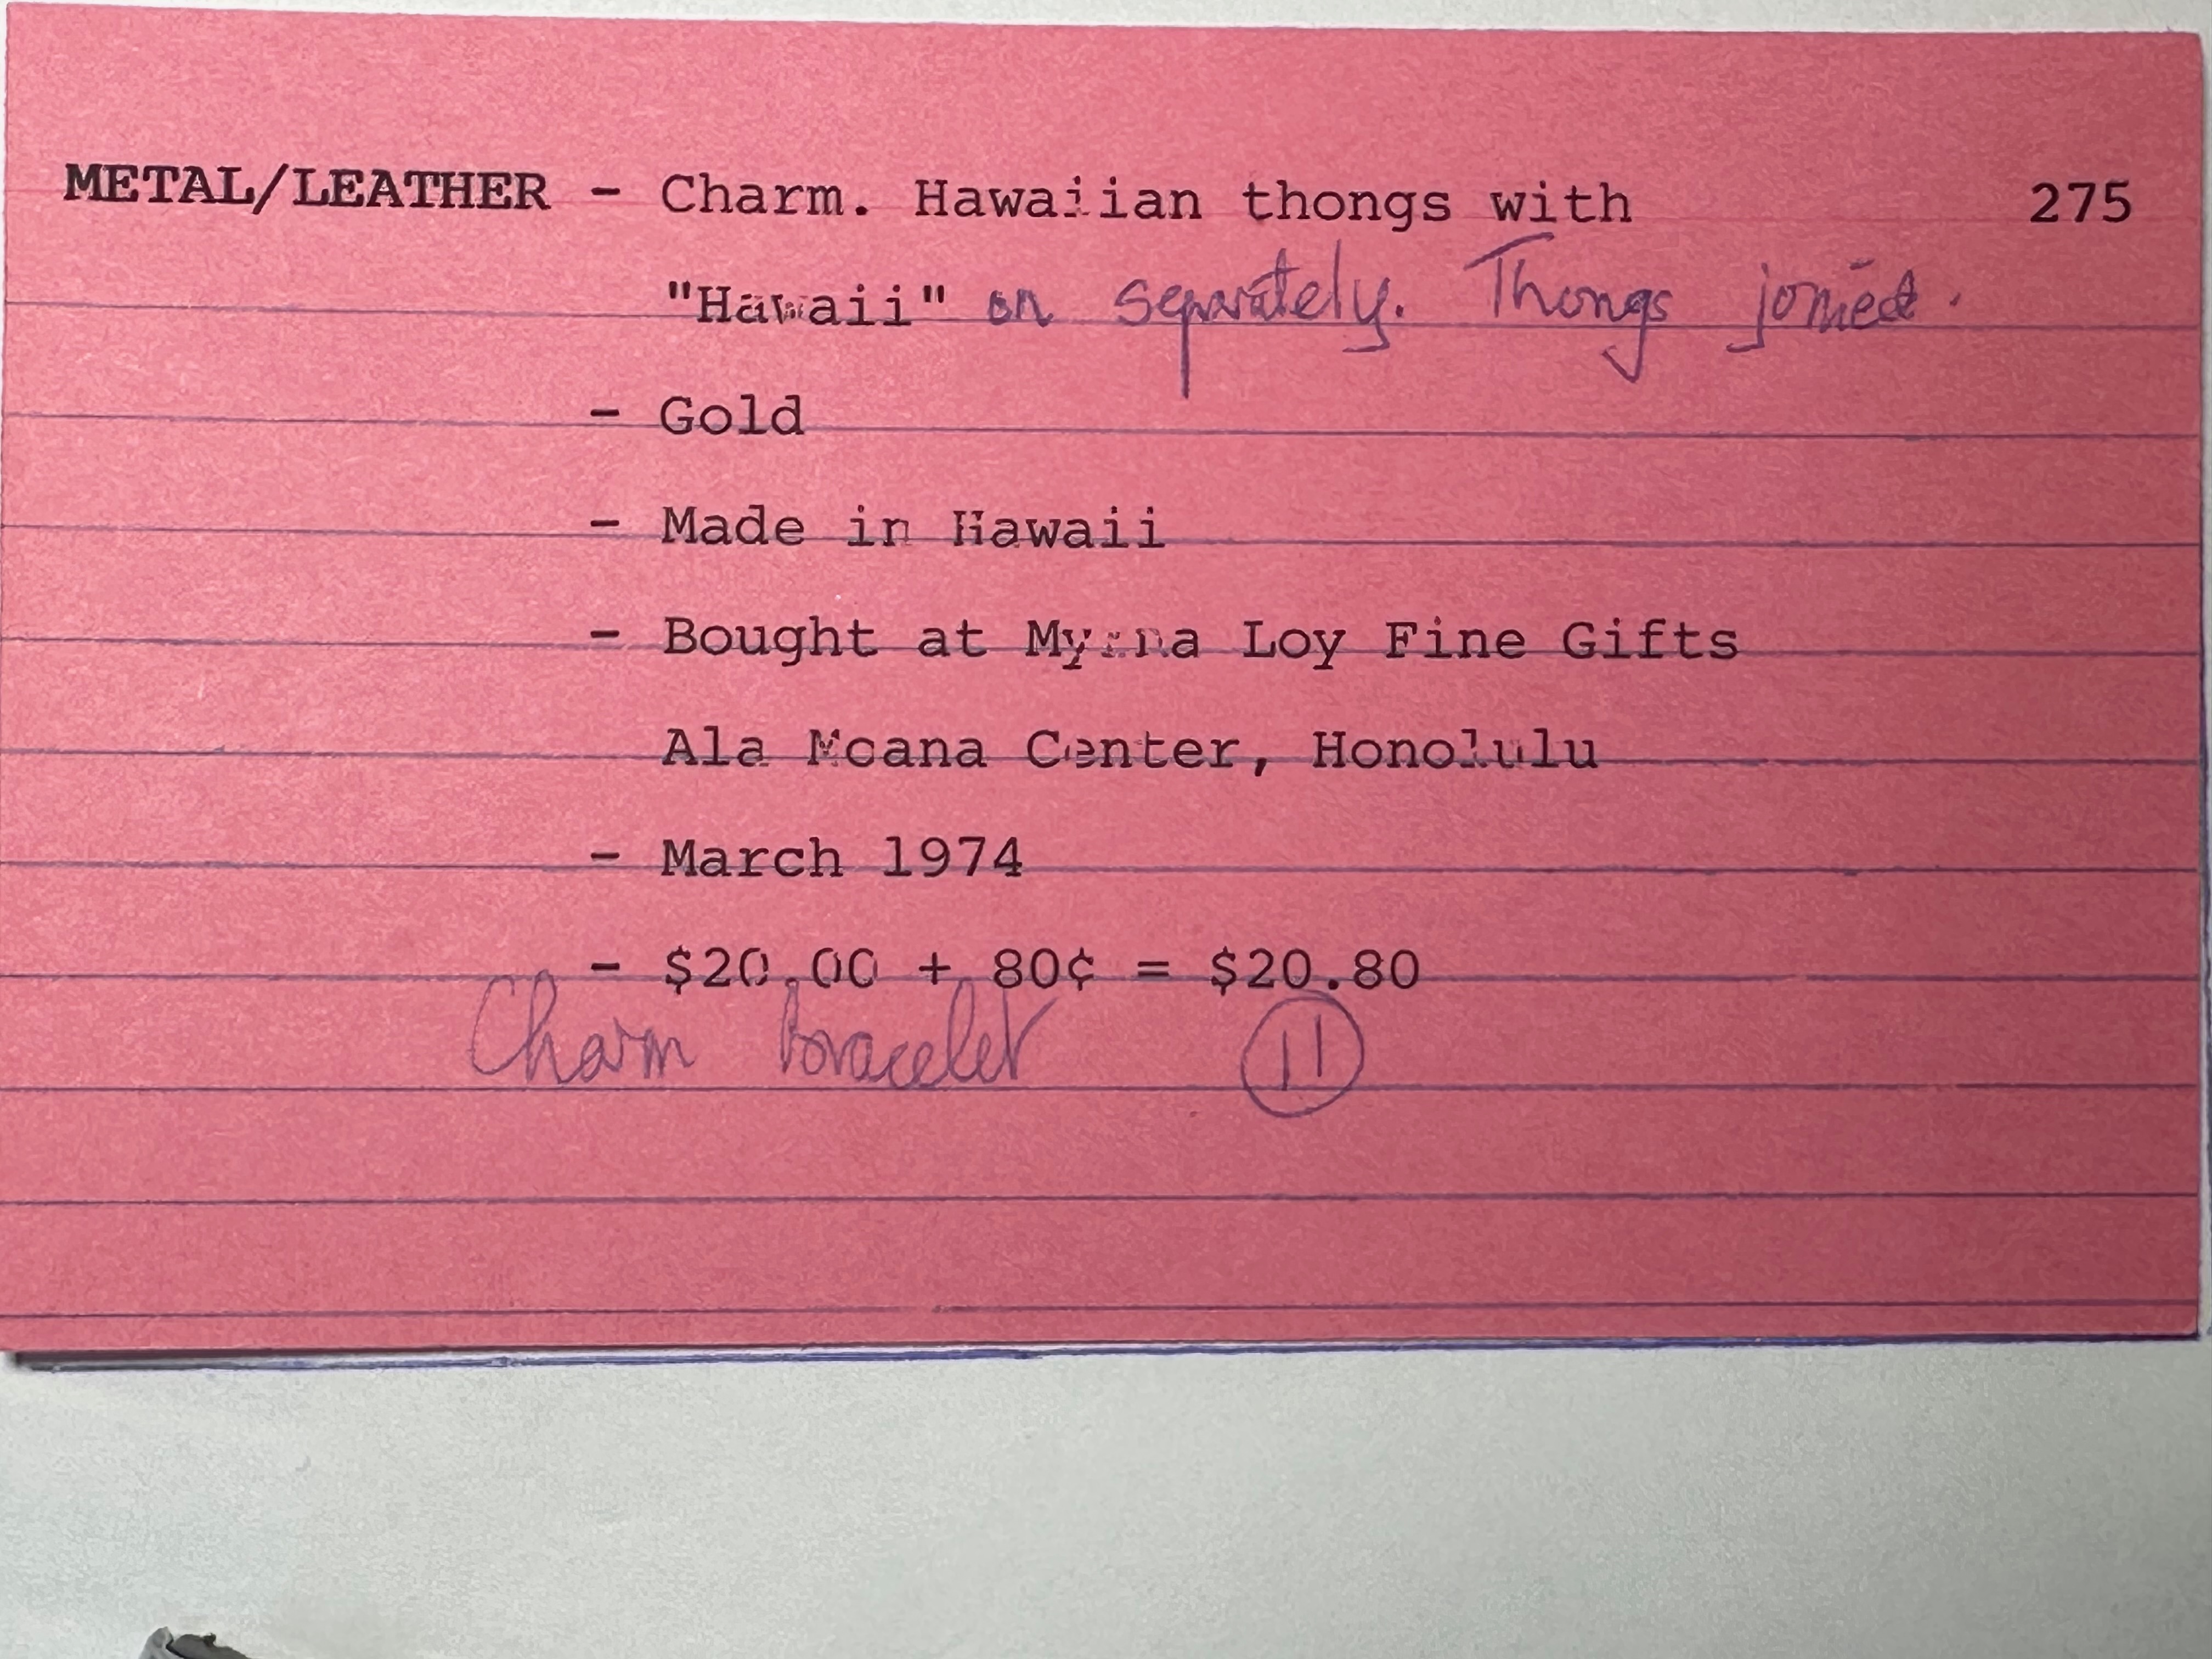 METAL/LEATHER - Charm. Hawaiian thongs with 275
"Hawaii" on separately. Thongs joined.
- Gold
- Made in Hawaii
- Bought at Myrna Loy Fine Gifts
Ala Moana Center, Honolulu
- March 1974
- $20.00 + 80¢ = $20.80
Charm Bracelet 11